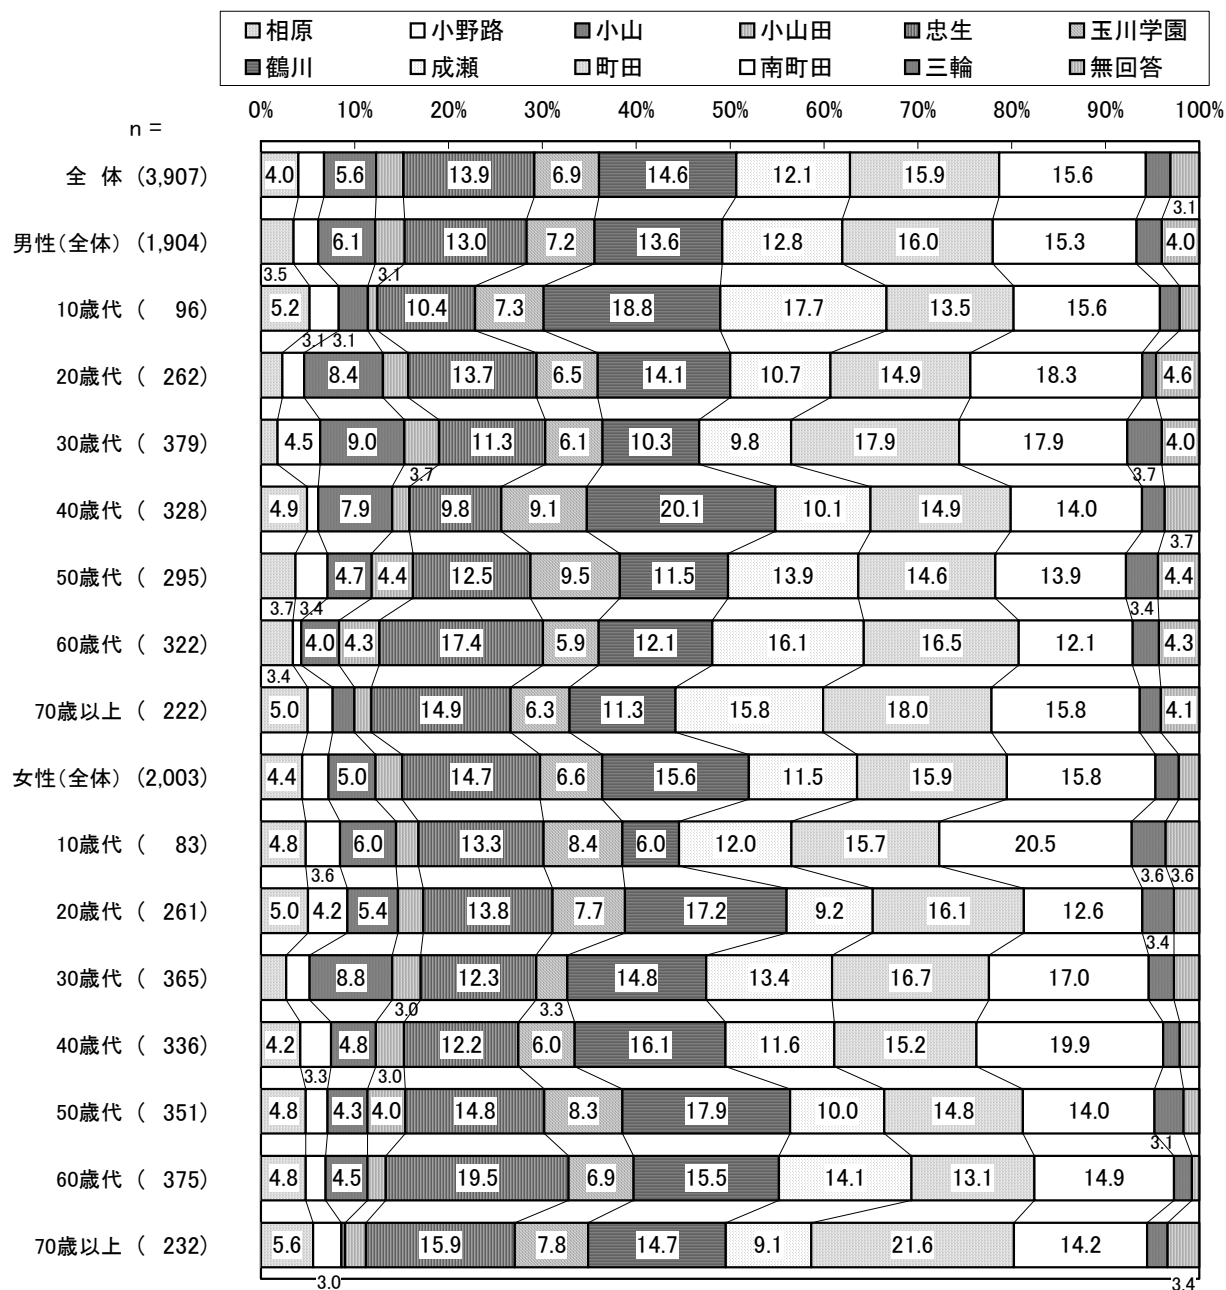 相原 小野路 小山 小山田 忠生 玉川学園
鶴川 成瀬 町田 南町田 三輪 無回答
0% 10% 20% 30% 40% 50% 60% 70% 80% 90% 100%
n =
全 体 (3,907) 4.0 5.6 13.9 6.9 14.6 12.1 15.9 15.6
3.1
男性(全体) (1,904) 6.1 13.0 7.2 13.6 12.8 16.0 15.3 4.0
3.5 3.1
10歳代 ( 96) 5.2 10.4 7.3 18.8 17.7 13.5 15.6
3.1 3.1
20歳代 ( 262) 8.4 13.7 6.5 14.1 10.7 14.9 18.3 4.6
30歳代 ( 379) 4.5 9.0 11.3 6.1 10.3 9.8 17.9 17.9 4.0
3.7 3.7
40歳代 ( 328) 4.9 7.9 9.8 9.1 20.1 10.1 14.9 14.0
3.7
50歳代 ( 295) 4.7 4.4 12.5 9.5 11.5 13.9 14.6 13.9 4.4
3.7 3.4 3.4
60歳代 ( 322) 4.0 4.3 17.4 5.9 12.1 16.1 16.5 12.1 4.3
3.4
70歳以上 ( 222) 5.0 14.9 6.3 11.3 15.8 18.0 15.8 4.1
女性(全体) (2,003) 4.4 5.0 14.7 6.6 15.6 11.5 15.9 15.8
10歳代 ( 83) 4.8 6.0 13.3 8.4 6.0 12.0 15.7 20.5
3.6 3.6 3.6
20歳代 ( 261) 5.0 4.2 5.4 13.8 7.7 17.2 9.2 16.1 12.6
3.4
30歳代 ( 365) 8.8 12.3 14.8 13.4 16.7 17.0
3.0 3.3
40歳代 ( 336) 4.2 4.8 12.2 6.0 16.1 11.6 15.2 19.9
3.3 3.0
50歳代 ( 351) 4.8 4.3 4.0 14.8 8.3 17.9 10.0 14.8 14.0
3.1
60歳代 ( 375) 4.8 4.5 19.5 6.9 15.5 14.1 13.1 14.9
70歳以上 ( 232) 5.6 15.9 7.8 14.7 9.1 21.6 14.2
3.0 3.4